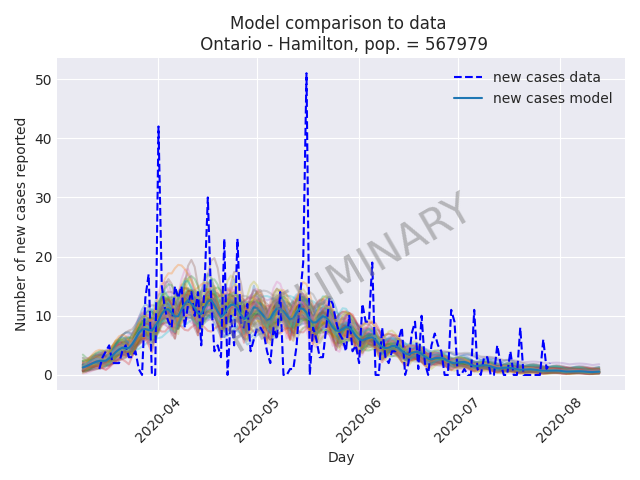 Model comparison to data
Ontario - Hamilton, pop. = 567979
new cases data
new cases model
Number of new cases reported
50
40
30
20
10
0
2020-04
2020-05
2020-06
2020-07
2020-08
Day